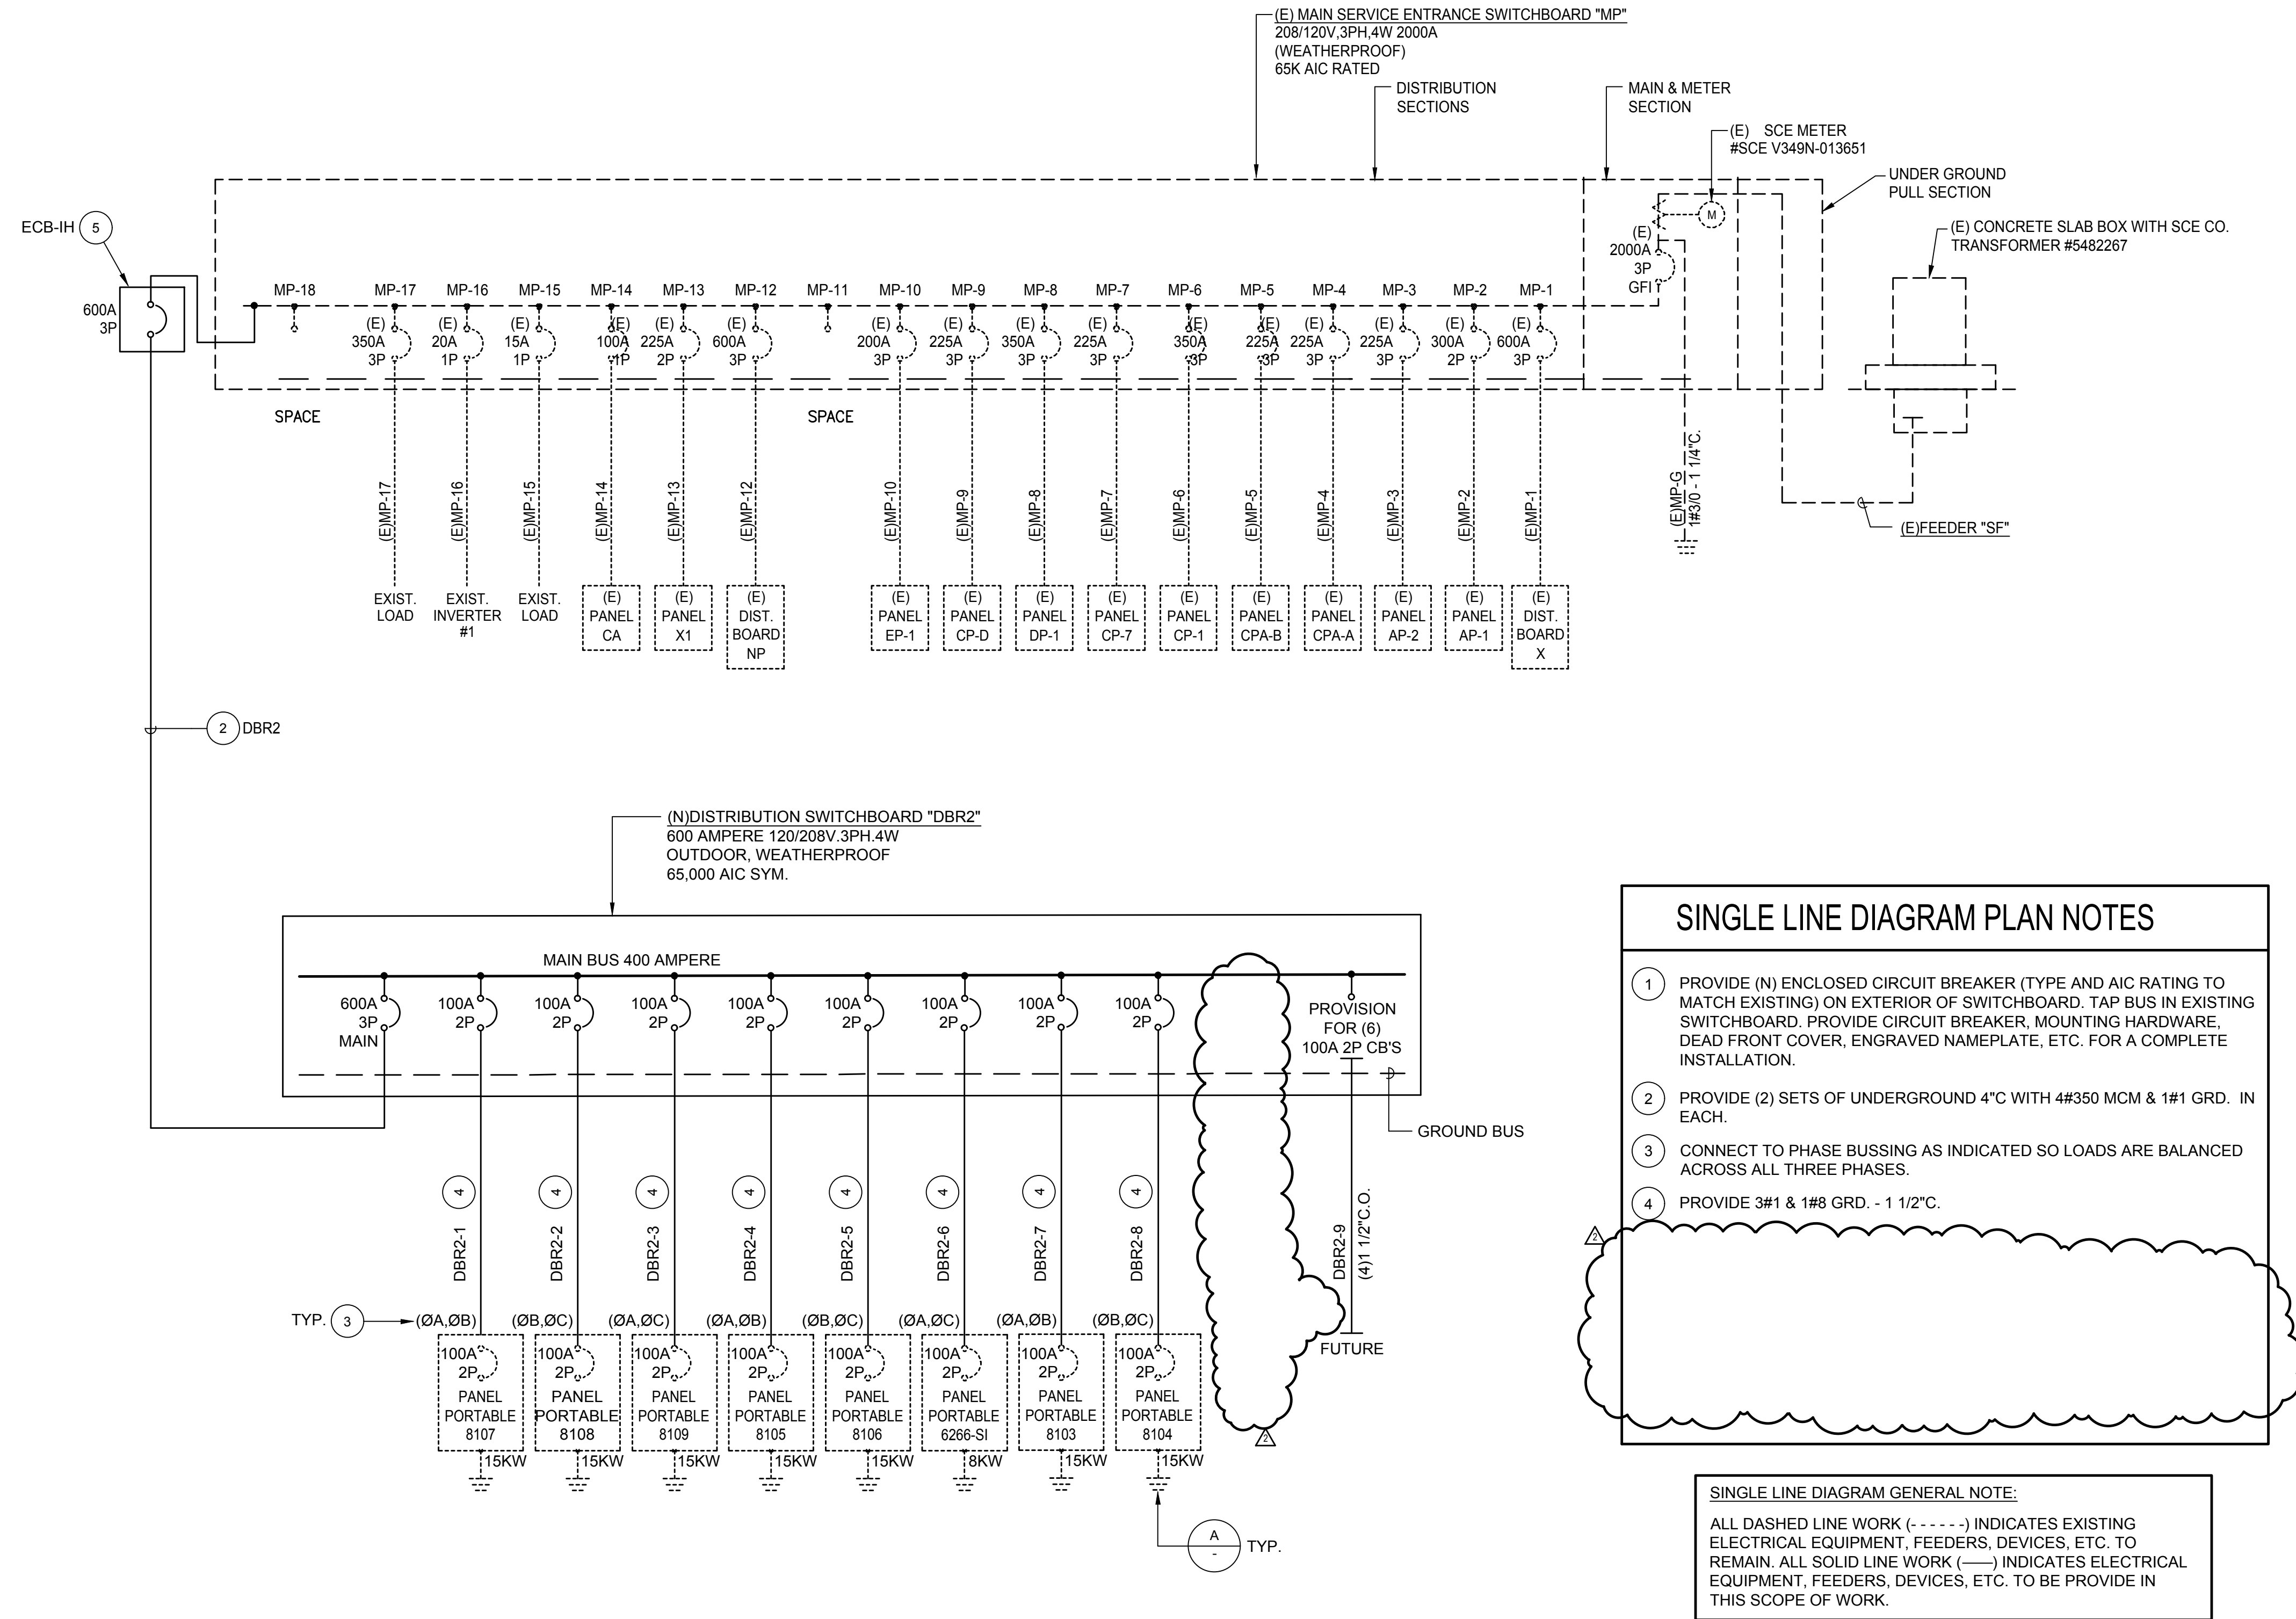 (E) MAIN SERVICE ENTRANCE SWITCHBOARD "MP"
208/120V,3PH,4W 2000A
(WEATHERPROOF)
65K AIC RATED
DISTRIBUTION
SECTIONS
MAIN & METER
SECTION
(E) SCE METER
#SCE V349N-013651
UNDER GROUND
PULL SECTION
(E) CONCRETE SLAB BOX WITH SCE CO.
TRANSFORMER #5482267
ECB-IH 5
600A
3P
M
(E)
2000A
3P
GFI
MP-18 MP-17 MP-16 MP-15 MP-14 MP-13 MP-12 MP-11 MP-10 MP-9 MP-8 MP-7 MP-6 MP-5 MP-4 MP-3 MP-2 MP-1
(E) (E) (E) (E) (E) (E) (E) (E) (E) (E) (E) (E) (E) (E) (E) (E)
350A 20A 15A 100A 225A 600A 200A 225A 350A 225A 350A 225A 225A 225A 300A 600A
3P 1P 1P 1P 2P 3P 3P 3P 3P 3P 3P 3P 3P 3P 2P 3P
SPACE SPACE
(E)MP-17 (E)MP-16 (E)MP-15 (E)MP-14 (E)MP-13 (E)MP-12 (E)MP-10 (E)MP-9 (E)MP-8 (E)MP-7 (E)MP-6 (E)MP-5 (E)MP-4 (E)MP-3 (E)MP-2 (E)MP-1
(E)MP-G
1#3/0 - 1 1/4"C.
(E)FEEDER "SF"
EXIST.
LOAD
EXIST.
INVERTER
#1
EXIST.
LOAD
(E)
PANEL
CA
(E)
PANEL
X1
(E)
DIST.
BOARD
NP
(E)
PANEL
EP-1
(E)
PANEL
CP-D
(E)
PANEL
DP-1
(E)
PANEL
CP-7
(E)
PANEL
CP-1
(E)
PANEL
CPA-B
(E)
PANEL
CPA-A
(E)
PANEL
AP-2
(E)
PANEL
AP-1
(E)
DIST.
BOARD
X
2 DBR2
(N)DISTRIBUTION SWITCHBOARD "DBR2"
600 AMPERE 120/208V.3PH.4W
OUTDOOR, WEATHERPROOF
65,000 AIC SYM.
MAIN BUS 400 AMPERE
600A
3P
MAIN
100A 100A 100A 100A 100A 100A 100A 100A
2P 2P 2P 2P 2P 2P 2P 2P
PROVISION
FOR (6)
100A 2P CB'S
GROUND BUS
4 4 4 4 4 4 4 4
DBR2-1 DBR2-2 DBR2-3 DBR2-4 DBR2-5 DBR2-6 DBR2-7 DBR2-8
DBR2-9
(4)1 1/2"C.O.
FUTURE
TYP. 3 (ØA,ØB) (ØB,ØC) (ØA,ØC) (ØA,ØB) (ØB,ØC) (ØA,ØC) (ØA,ØB) (ØB,ØC)
100A 100A 100A 100A 100A 100A 100A 100A
2P 2P 2P 2P 2P 2P 2P 2P
PANEL PANEL PANEL PANEL PANEL PANEL PANEL PANEL
PORTABLE PORTABLE PORTABLE PORTABLE PORTABLE PORTABLE PORTABLE PORTABLE
8107 8108 8109 8105 8106 6266-SI 8103 8104
15KW 15KW 15KW 15KW 15KW 8KW 15KW 15KW
2
A
-
TYP.
SINGLE LINE DIAGRAM PLAN NOTES
1 PROVIDE (N) ENCLOSED CIRCUIT BREAKER (TYPE AND AIC RATING TO
MATCH EXISTING) ON EXTERIOR OF SWITCHBOARD. TAP BUS IN EXISTING
SWITCHBOARD. PROVIDE CIRCUIT BREAKER, MOUNTING HARDWARE,
DEAD FRONT COVER, ENGRAVED NAMEPLATE, ETC. FOR A COMPLETE
INSTALLATION.
2 PROVIDE (2) SETS OF UNDERGROUND 4"C WITH 4#350 MCM & 1#1 GRD. IN
EACH.
3 CONNECT TO PHASE BUSSING AS INDICATED SO LOADS ARE BALANCED
ACROSS ALL THREE PHASES.
4 PROVIDE 3#1 & 1#8 GRD. - 1 1/2"C.
2
SINGLE LINE DIAGRAM GENERAL NOTE:
ALL DASHED LINE WORK (- - - - - -) INDICATES EXISTING
ELECTRICAL EQUIPMENT, FEEDERS, DEVICES, ETC. TO
REMAIN. ALL SOLID LINE WORK (——) INDICATES ELECTRICAL
EQUIPMENT, FEEDERS, DEVICES, ETC. TO BE PROVIDE IN
THIS SCOPE OF WORK.